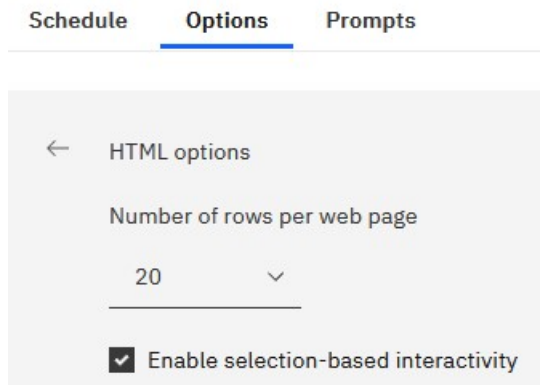 Schedule Options Prompts
HTML options
Number of rows per web page
20
Enable selection-based interactivity